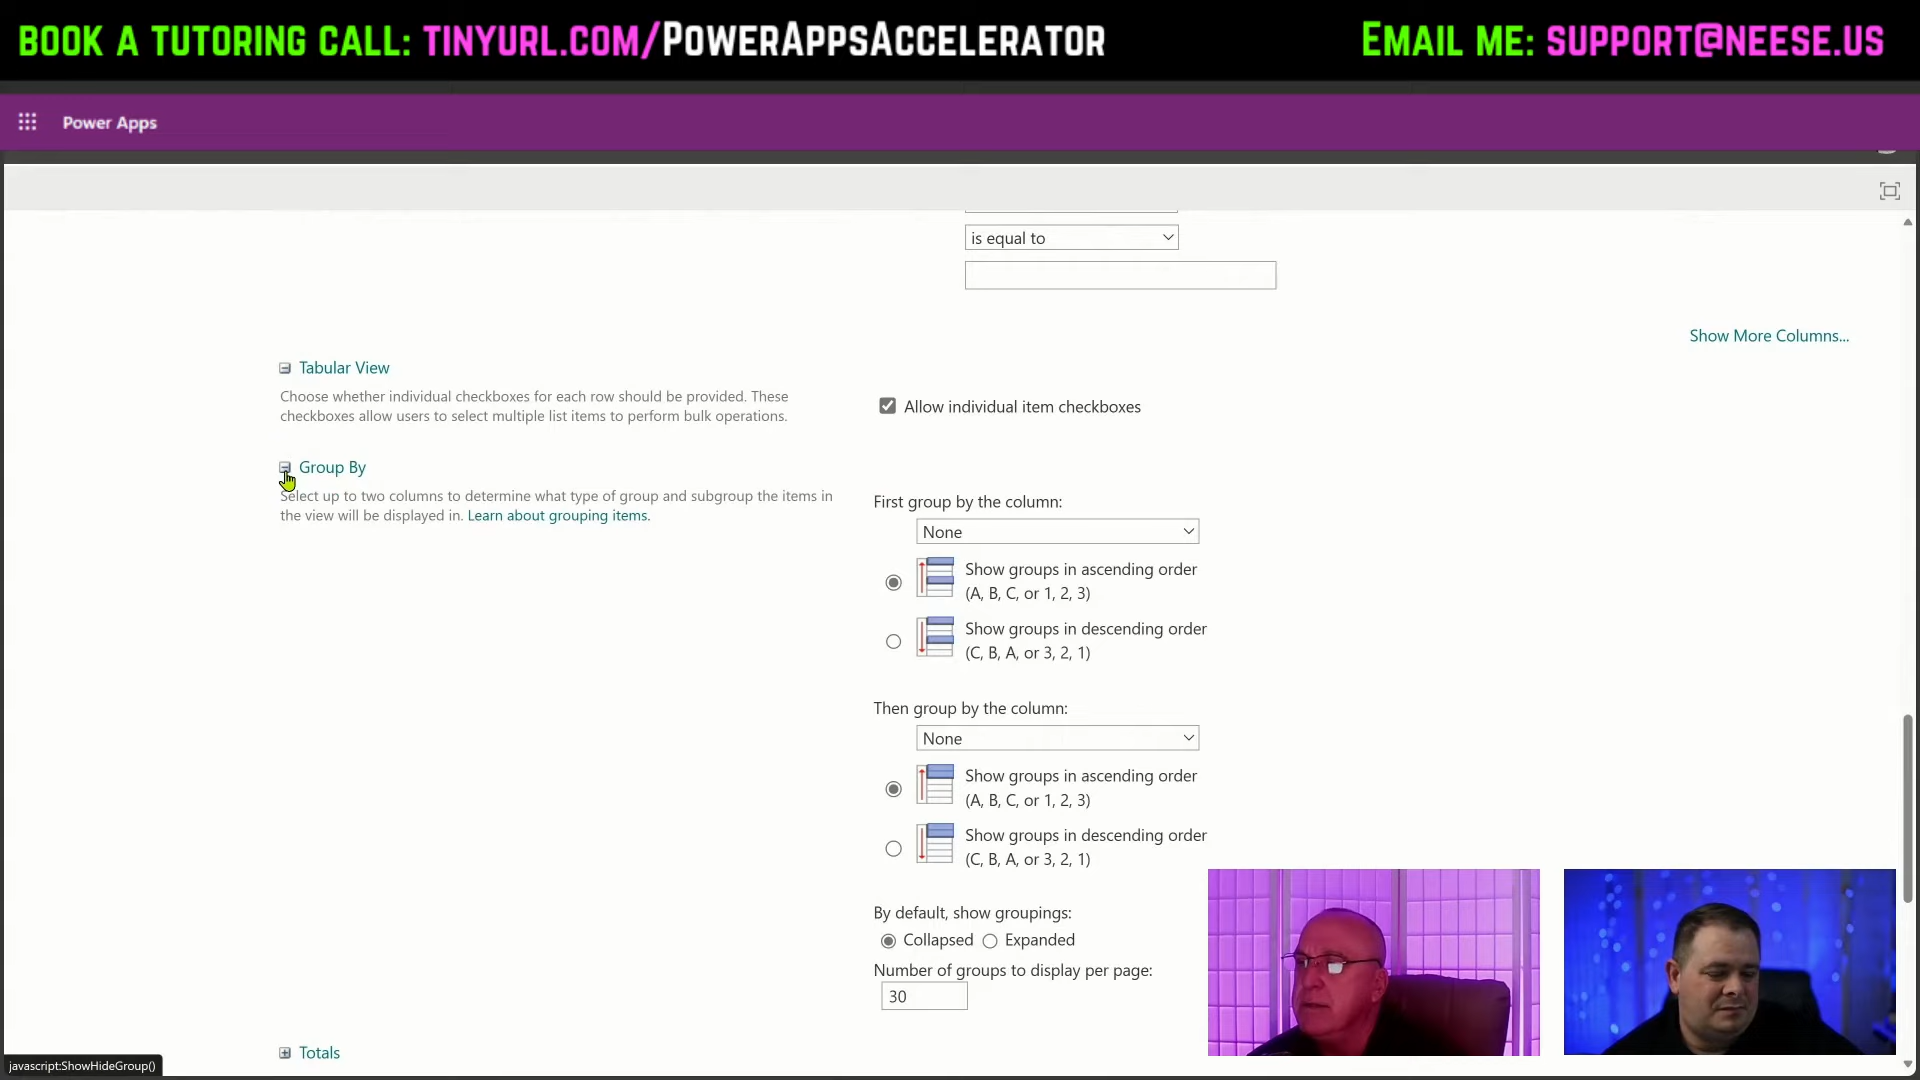 BOOK A TUTORING CALL: TINYURL.COM/POWERAPPSACCELERATOR
EMAIL ME: SUPPORT@NEESE.US
Power Apps
is equal to
Show More Columns...
Tabular View
Choose whether individual checkboxes for each row should be provided. These
checkboxes allow users to select multiple list items to perform bulk operations.
Allow individual item checkboxes
Group By
Select up to two columns to determine what type of group and subgroup the items in
the view will be displayed in. Learn about grouping items.
First group by the column:
None
Show groups in ascending order
(A, B, C, or 1, 2, 3)
Show groups in descending order
(C, B, A, or 3, 2, 1)
Then group by the column:
None
Show groups in ascending order
(A, B, C, or 1, 2, 3)
Show groups in descending order
(C, B, A, or 3, 2, 1)
By default, show groupings:
Collapsed Expanded
Number of groups to display per page:
30
Totals
javascript:ShowHideGroup()